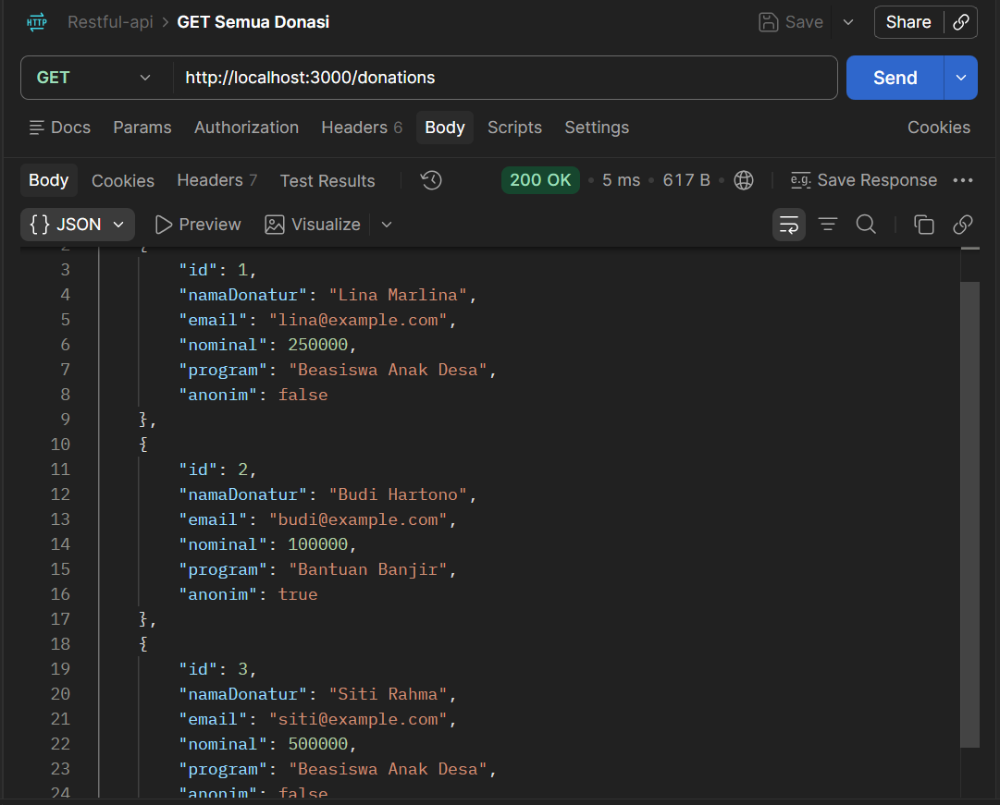 HTTP Restful-api > GET Semua Donasi Save Share
GET http://localhost:3000/donations Send
Docs Params Authorization Headers 6 Body Scripts Settings Cookies
Body Cookies Headers 7 Test Results 200 OK • 5 ms • 617 B • e.g. Save Response
{} JSON Preview Visualize
2 {
3 "id": 1,
4 "namaDonatur": "Lina Marlina",
5 "email": "lina@example.com",
6 "nominal": 250000,
7 "program": "Beasiswa Anak Desa",
8 "anonim": false
9 },
10 {
11 "id": 2,
12 "namaDonatur": "Budi Hartono",
13 "email": "budi@example.com",
14 "nominal": 100000,
15 "program": "Bantuan Banjir",
16 "anonim": true
17 },
18 {
19 "id": 3,
20 "namaDonatur": "Siti Rahma",
21 "email": "siti@example.com",
22 "nominal": 500000,
23 "program": "Beasiswa Anak Desa",
24 "anonim": false